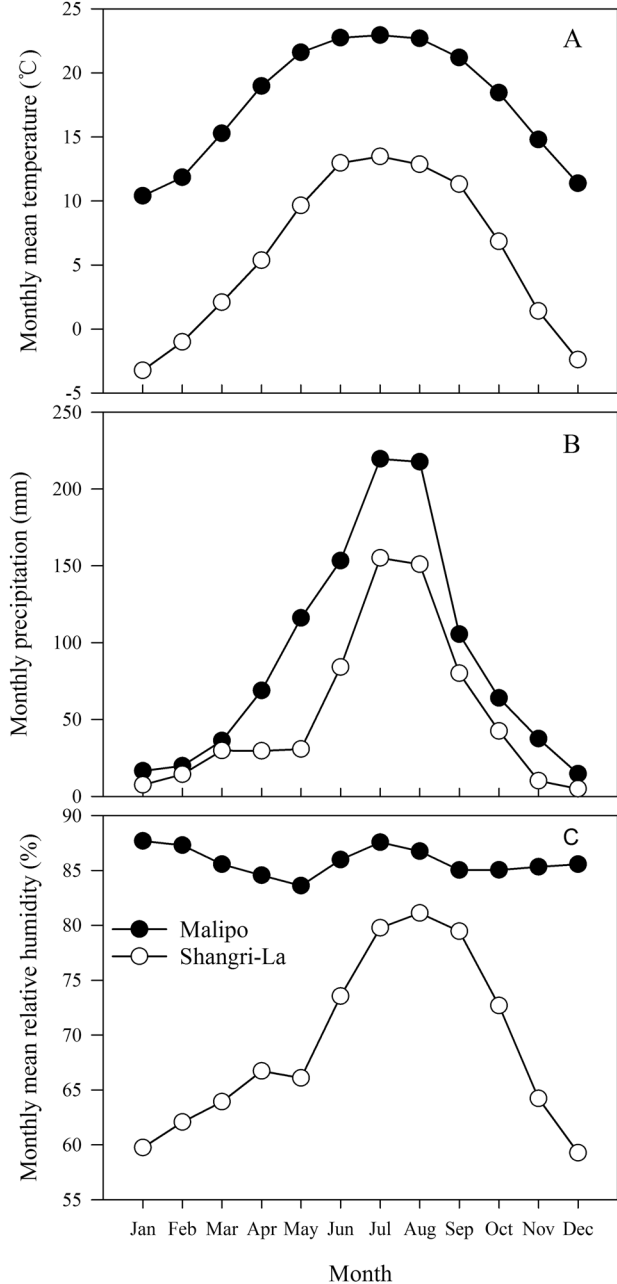 A
Monthly mean temperature (℃)
25
20
15
10
5
0
-5
B
Monthly precipitation (mm)
250
200
150
100
50
0
C
Monthly mean relative humidity (%)
90
85
80
75
70
65
60
55
Malipo
Shangri-La
Jan Feb Mar Apr May Jun Jul Aug Sep Oct Nov Dec
Month